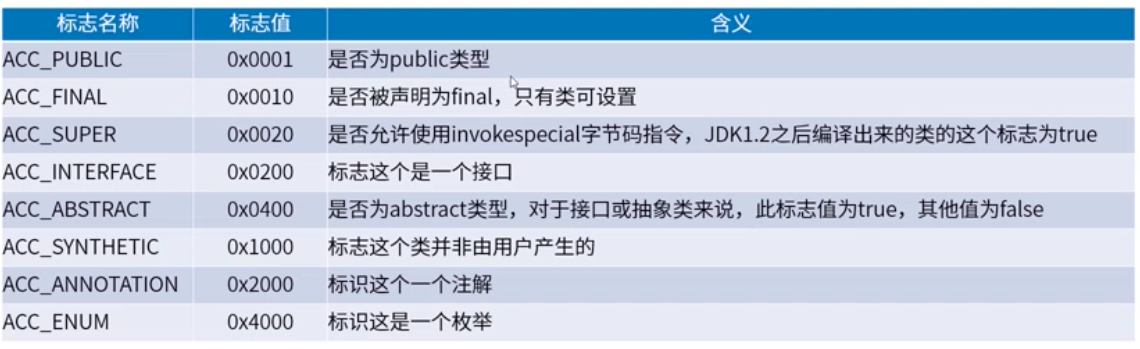 标志名称 标志值 含义
ACC_PUBLIC 0x0001 是否为public类型
ACC_FINAL 0x0010 是否被声明为final，只有类可设置
ACC_SUPER 0x0020 是否允许使用invokespecial字节码指令，JDK1.2之后编译出来的类的这个标志为true
ACC_INTERFACE 0x0200 标志这个是一个接口
ACC_ABSTRACT 0x0400 是否为abstract类型，对于接口或抽象类来说，此标志值为true，其他值为false
ACC_SYNTHETIC 0x1000 标志这个类并非由用户产生的
ACC_ANNOTATION 0x2000 标识这个一个注解
ACC_ENUM 0x4000 标识这是一个枚举